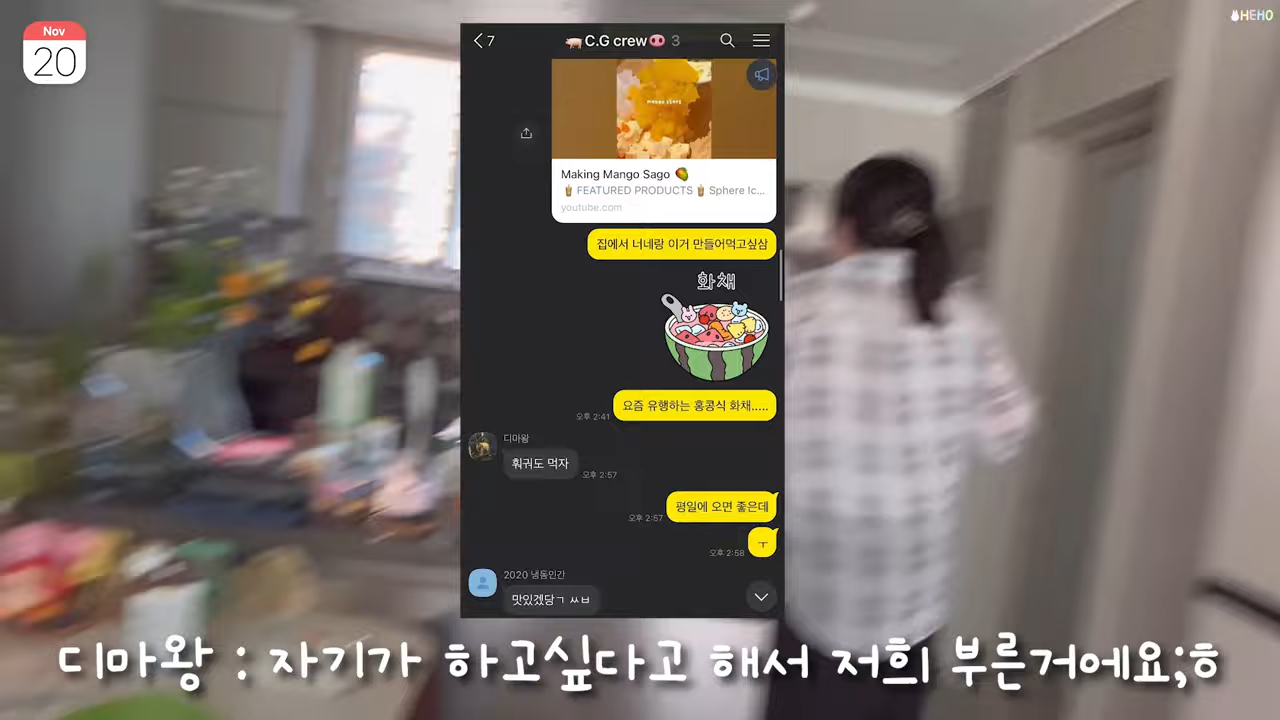 Nov
20
HEHO
7
C.G crew 3
mango sago
Making Mango Sago
FEATURED PRODUCTS Sphere Ic...
youtube.com
집에서 너네랑 이거 만들어먹고싶삼
화채
요즘 유행하는 홍콩식 화채.....
오후 2:41
디마왕
훠궈도 먹자
오후 2:57
평일에 오면 좋은데
오후 2:57
ㅜ
오후 2:58
2020 냉동인간
맛있겠당ㄱ ㅆㅂ
디마왕 : 자기가 하고싶다고 해서 저희 부른거에요;ㅎ